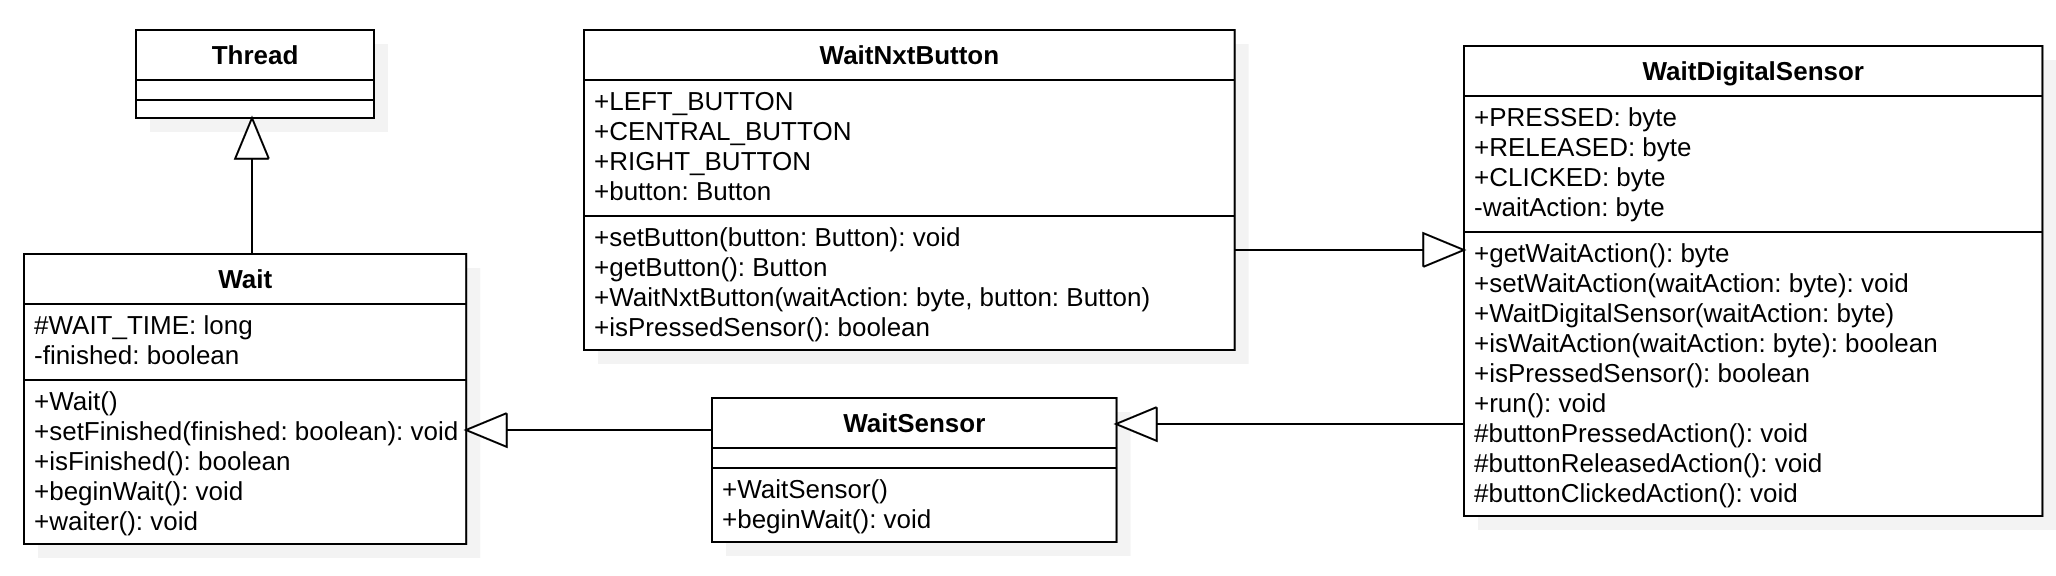 Thread
Wait
#WAIT_TIME: long
-finished: boolean
+Wait()
+setFinished(finished: boolean): void
+isFinished(): boolean
+beginWait(): void
+waiter(): void
WaitNxtButton
+LEFT_BUTTON
+CENTRAL_BUTTON
+RIGHT_BUTTON
+button: Button
+setButton(button: Button): void
+getButton(): Button
+WaitNxtButton(waitAction: byte, button: Button)
+isPressedSensor(): boolean
WaitSensor
+WaitSensor()
+beginWait(): void
WaitDigitalSensor
+PRESSED: byte
+RELEASED: byte
+CLICKED: byte
-waitAction: byte
+getWaitAction(): byte
+setWaitAction(waitAction: byte): void
+WaitDigitalSensor(waitAction: byte)
+isWaitAction(waitAction: byte): boolean
+isPressedSensor(): boolean
+run(): void
#buttonPressedAction(): void
#buttonReleasedAction(): void
#buttonClickedAction(): void